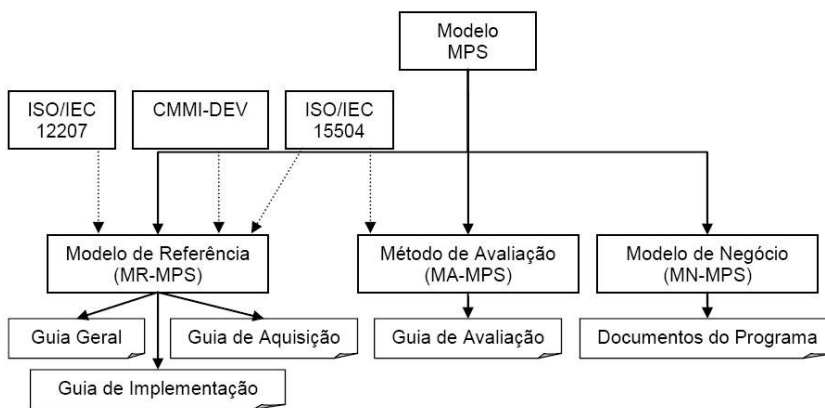 Modelo
MPS
ISO/IEC
12207
CMMI-DEV
ISO/IEC
15504
Modelo de Referência
(MR-MPS)
Método de Avaliação
(MA-MPS)
Modelo de Negócio
(MN-MPS)
Guia Geral
Guia de Aquisição
Guia de Avaliação
Documentos do Programa
Guia de Implementação